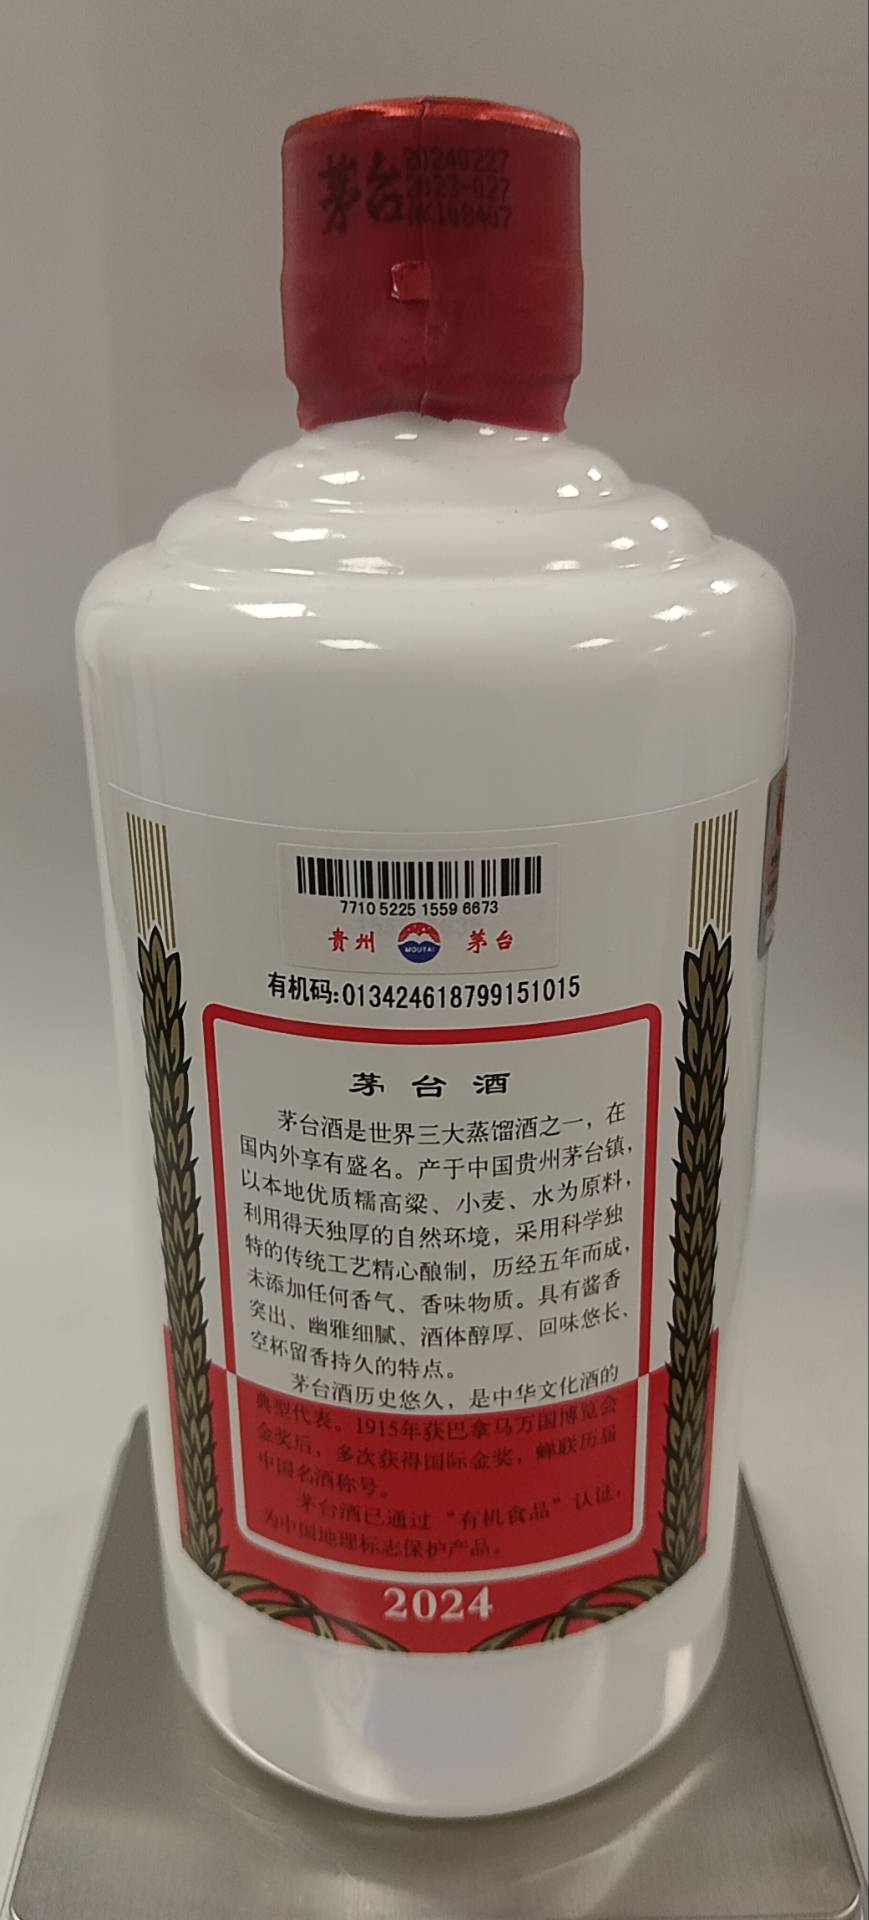 茅台
20240227
2023-027
7710 5225 1559 6673
贵州 MOUTAI 茅台
有机码:013424618799151015
茅台酒
茅台酒是世界三大蒸馏酒之一，在
国内外享有盛名。产于中国贵州茅台镇，
以本地优质糯高粱、小麦、水为原料，
利用得天独厚的自然环境，采用科学独
特的传统工艺精心酿制，历经五年而成，
未添加任何香气、香味物质。具有酱香
突出、幽雅细腻、酒体醇厚、回味悠长、
空杯留香持久的特点。
茅台酒历史悠久，是中华文化酒的
典型代表。1915年获巴拿马万国博览会
金奖后，多次获得国际金奖，蝉联历届
中国名酒称号。
茅台酒已通过“有机食品”认证，
为中国地理标志保护产品。
2024